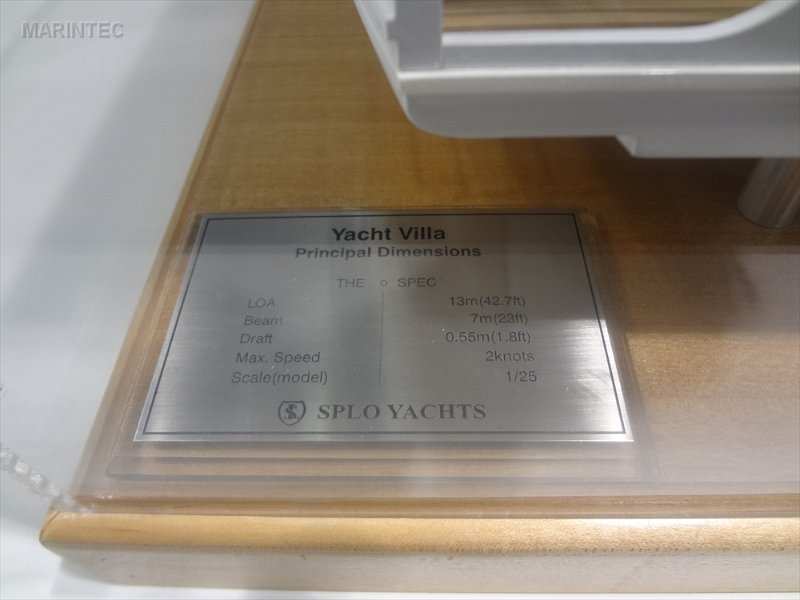 MARINTEC
Yacht Villa
Principal Dimensions
THE SPEC
LOA 13m(42.7ft)
Beam 7m(23ft)
Draft 0.55m(1.8ft)
Max. Speed 2knots
Scale(model) 1/25
SPLO YACHTS